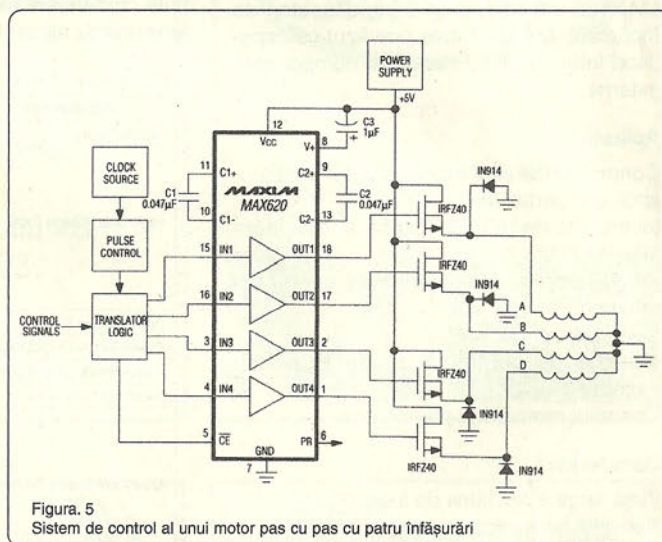 POWER
SUPPLY
+5V
12
Vcc
C3
1µF
8
V+
+
CLOCK
SOURCE
PULSE
CONTROL
CONTROL
SIGNALS
TRANSLATOR
LOGIC
11
C1+
C1
0.047µF
10
C1-
MAXIM
MAX620
9
C2+
C2
0.047µF
13
C2-
15
IN1
OUT1
18
16
IN2
OUT2
17
3
IN3
OUT3
2
4
IN4
OUT4
1
5
CE
GND
7
PR
6
IRFZ40
IN914
IRFZ40
IN914
IRFZ40
IN914
IRFZ40
IN914
A
B
C
D
Figura. 5
Sistem de control al unui motor pas cu pas cu patru înfăşurări